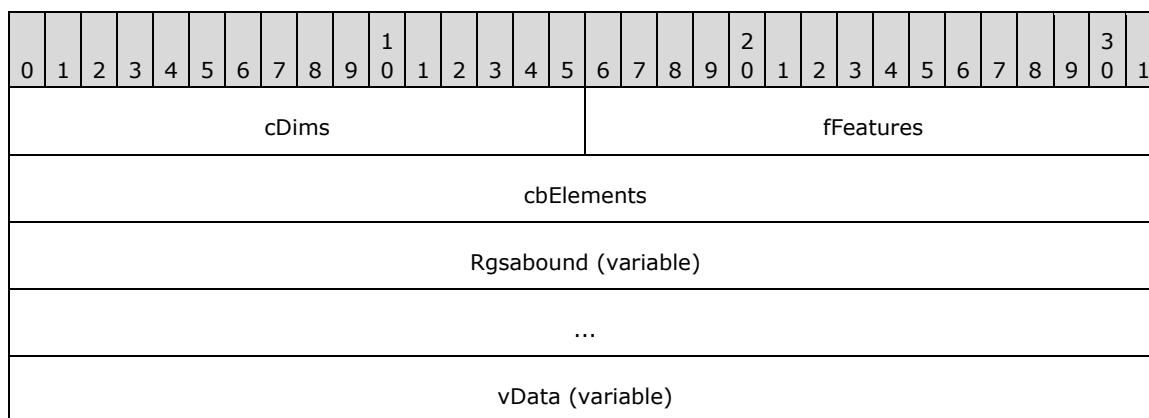 1 2 3
0 1 2 3 4 5 6 7 8 9 0 1 2 3 4 5 6 7 8 9 0 1 2 3 4 5 6 7 8 9 0 1
cDims fFeatures
cbElements
Rgsabound (variable)
...
vData (variable)